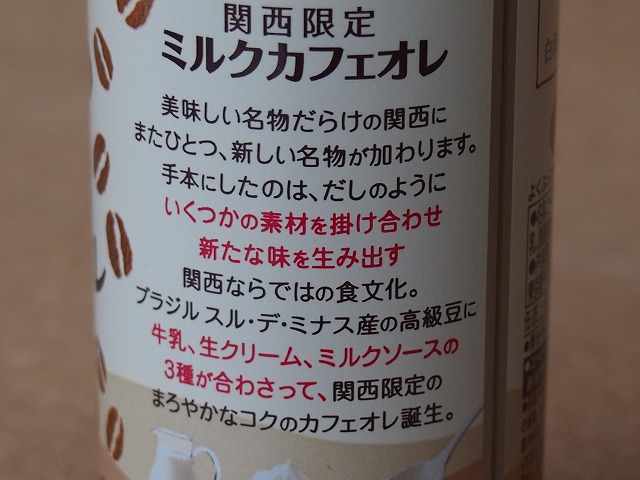 関西限定
ミルクカフェオレ
美味しい名物だらけの関西に
またひとつ、新しい名物が加わります。
手本にしたのは、だしのように
いくつかの素材を掛け合わせ
新たな味を生み出す
関西ならではの食文化。
ブラジル スル・デ・ミナス産の高級豆に
牛乳、生クリーム、ミルクソースの
3種が合わさって、関西限定の
まろやかなコクのカフェオレ誕生。